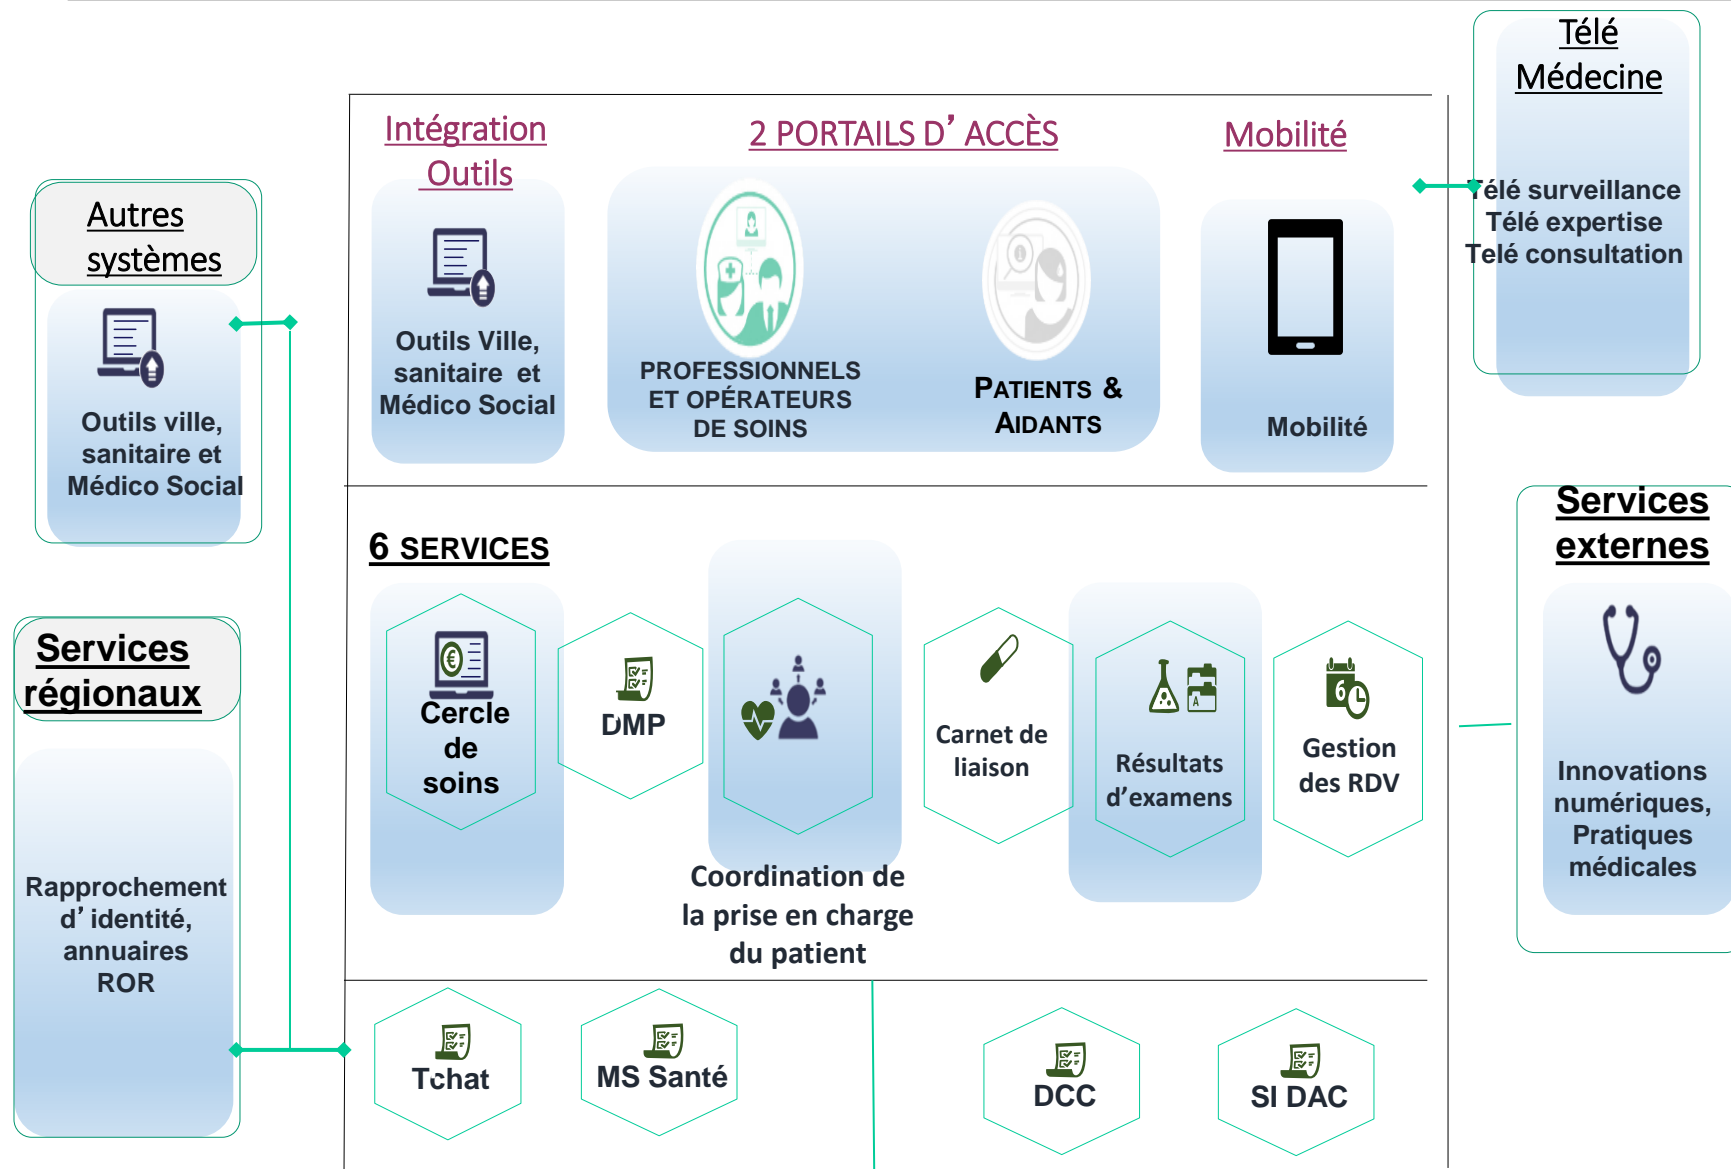 Télé
Médecine
Télé surveillance
Télé expertise
Telé consultation
Intégration
Outils
Outils Ville,
sanitaire et
Médico Social
2 PORTAILS D’ ACCÈS
PROFESSIONNELS
ET OPÉRATEURS
DE SOINS
PATIENTS &
AIDANTS
Mobilité
Mobilité
Autres
systèmes
Outils ville,
sanitaire et
Médico Social
Services
externes
Innovations
numériques,
Pratiques
médicales
6 SERVICES
€
Cercle
de
soins
DMP
Coordination de
la prise en charge
du patient
Carnet de
liaison
A
Résultats
d’examens
6
Gestion
des RDV
Services
régionaux
Rapprochement
d’ identité,
annuaires
ROR
Tchat
MS Santé
DCC
SI DAC